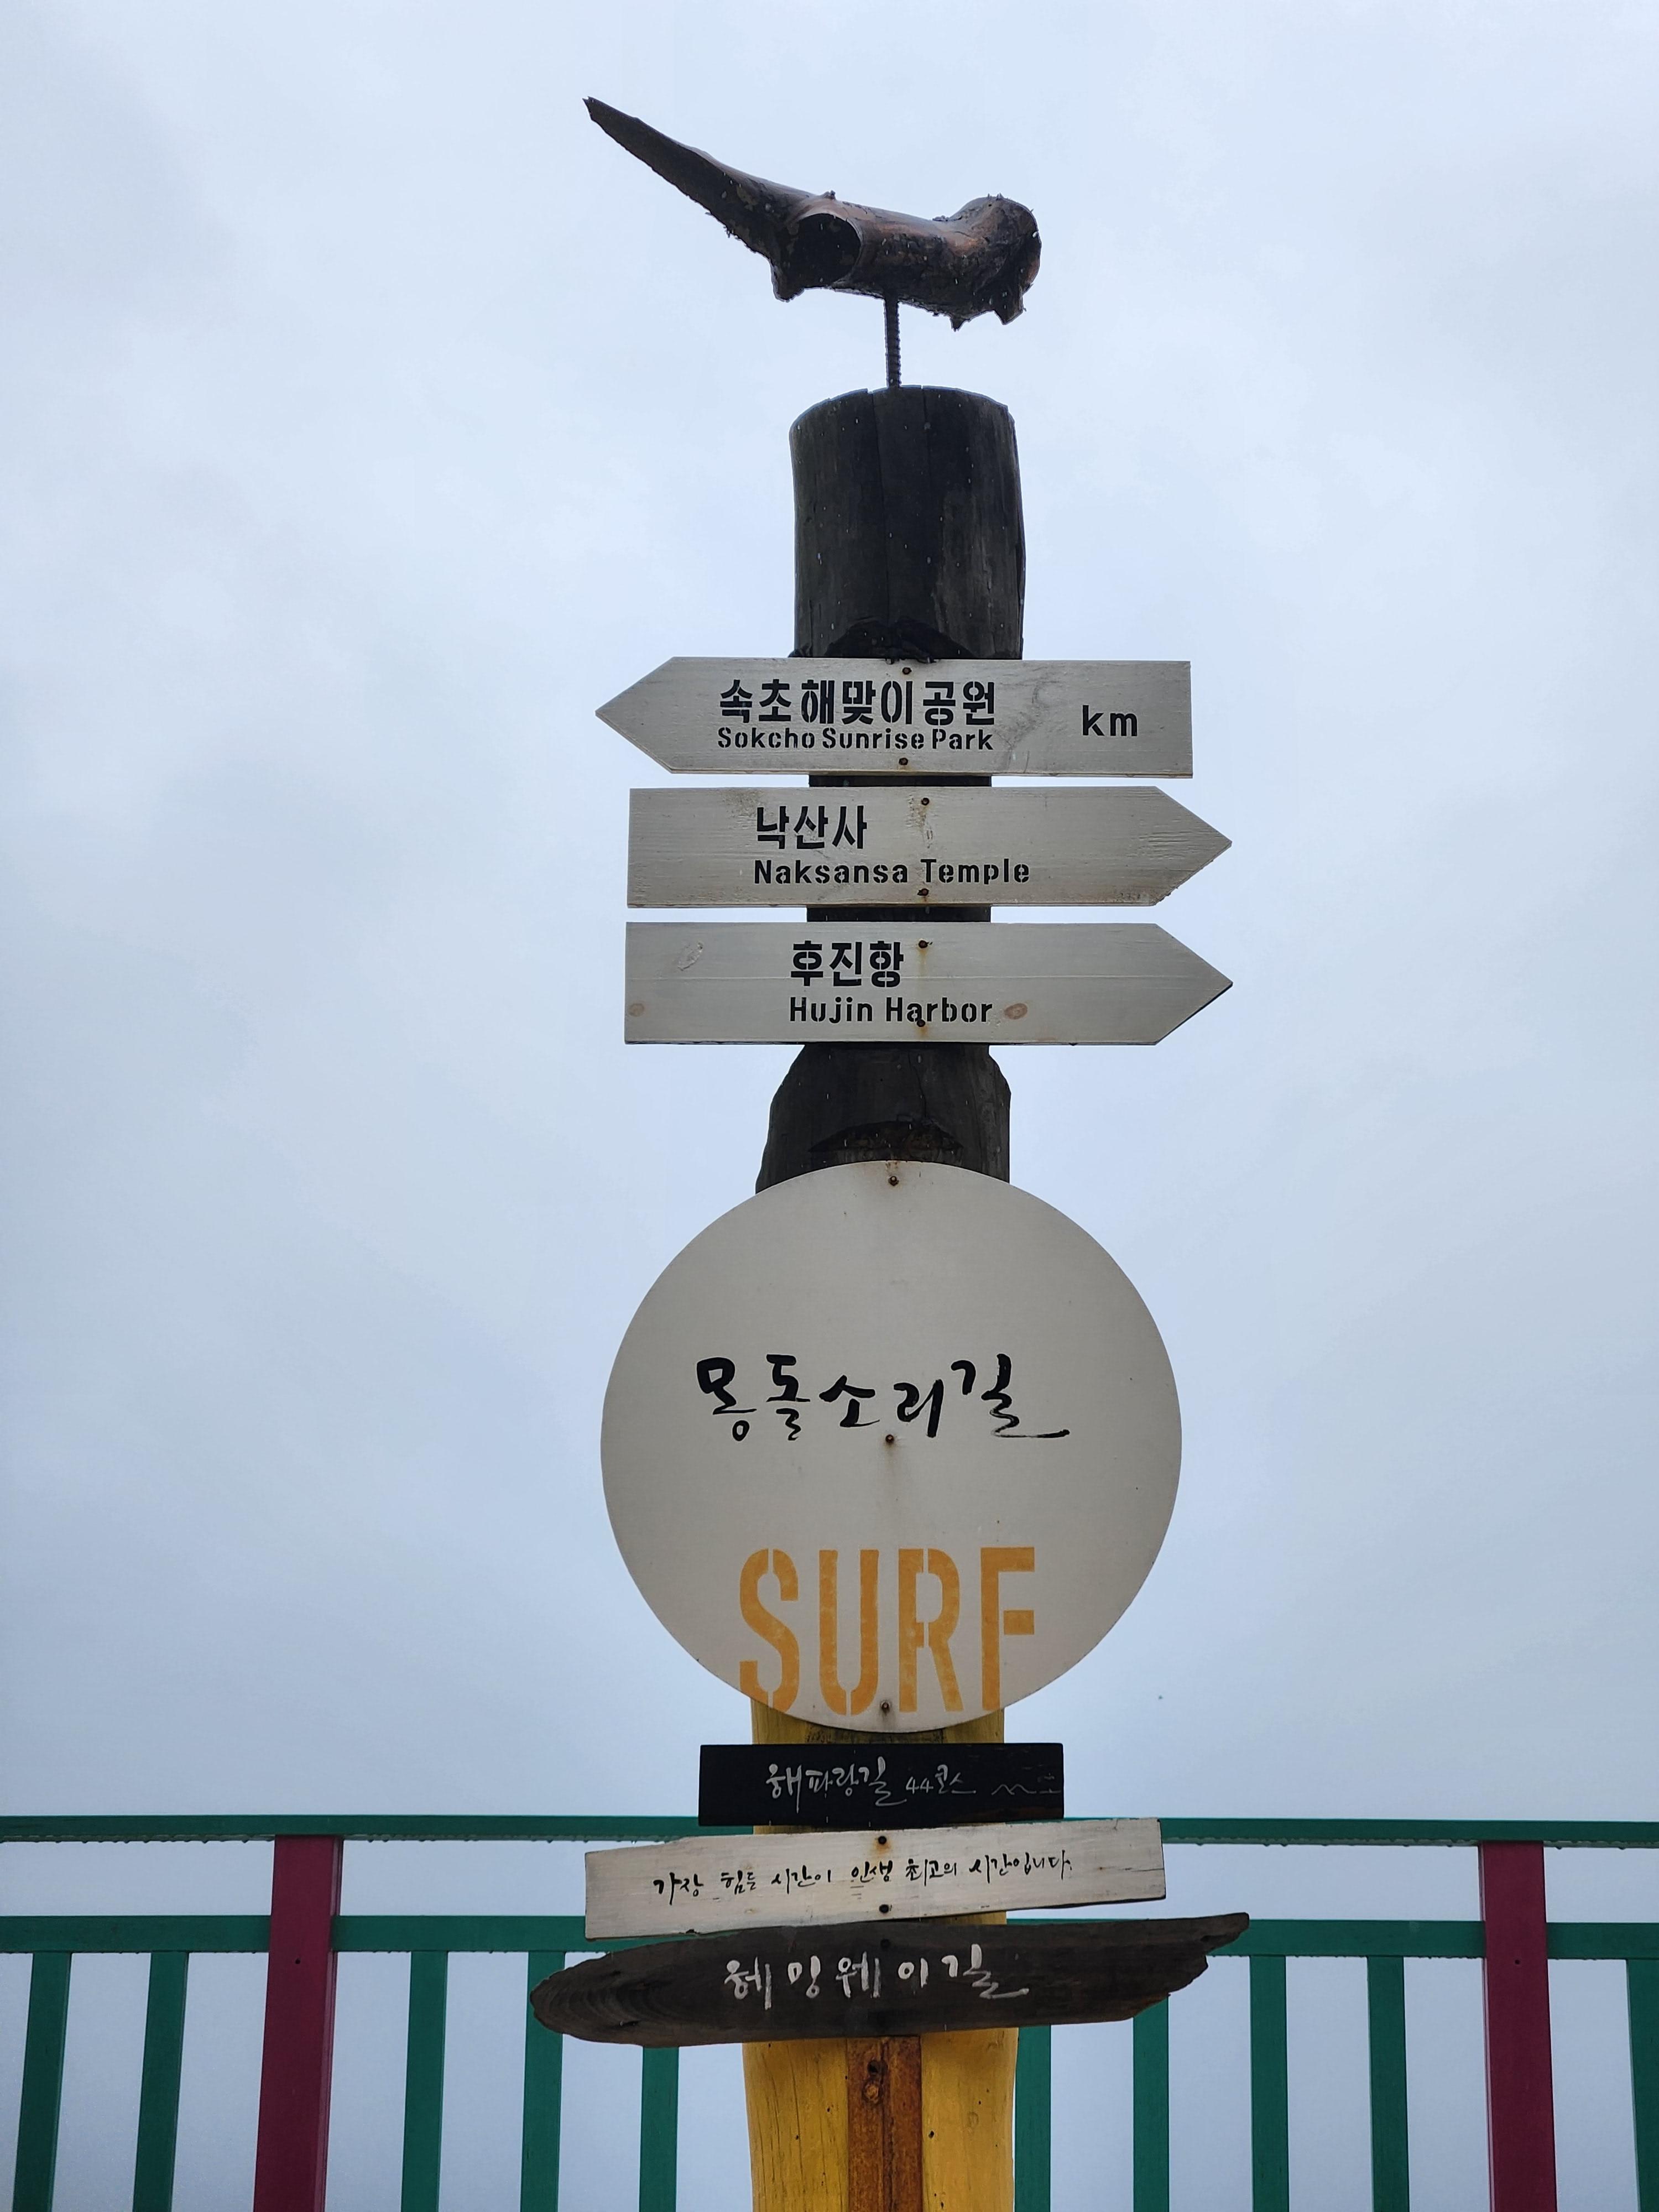 속초해맞이공원 km
Sokcho Sunrise Park
낙산사
Naksansa Temple
후진항
Hujin Harbor
몽돌소리길
SURF
해파랑길 44코스
가장 힘든 시간이 인생 최고의 시간입니다.
헤밍웨이길